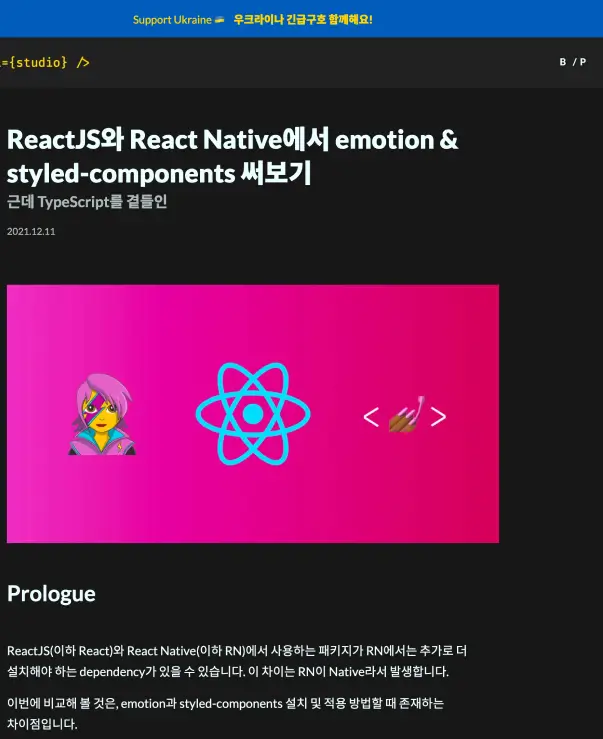 Support Ukraine 우크라이나 긴급구호 함께해요!
={studio} />
B / P
ReactJS와 React Native에서 emotion &
styled-components 써보기
근데 TypeScript를 곁들인
2021.12.11
< >
Prologue
ReactJS(이하 React)와 React Native(이하 RN)에서 사용하는 패키지가 RN에서는 추가로 더
설치해야 하는 dependency가 있을 수 있습니다. 이 차이는 RN이 Native라서 발생합니다.
이번에 비교해 볼 것은, emotion과 styled-components 설치 및 적용 방법할 때 존재하는
차이점입니다.